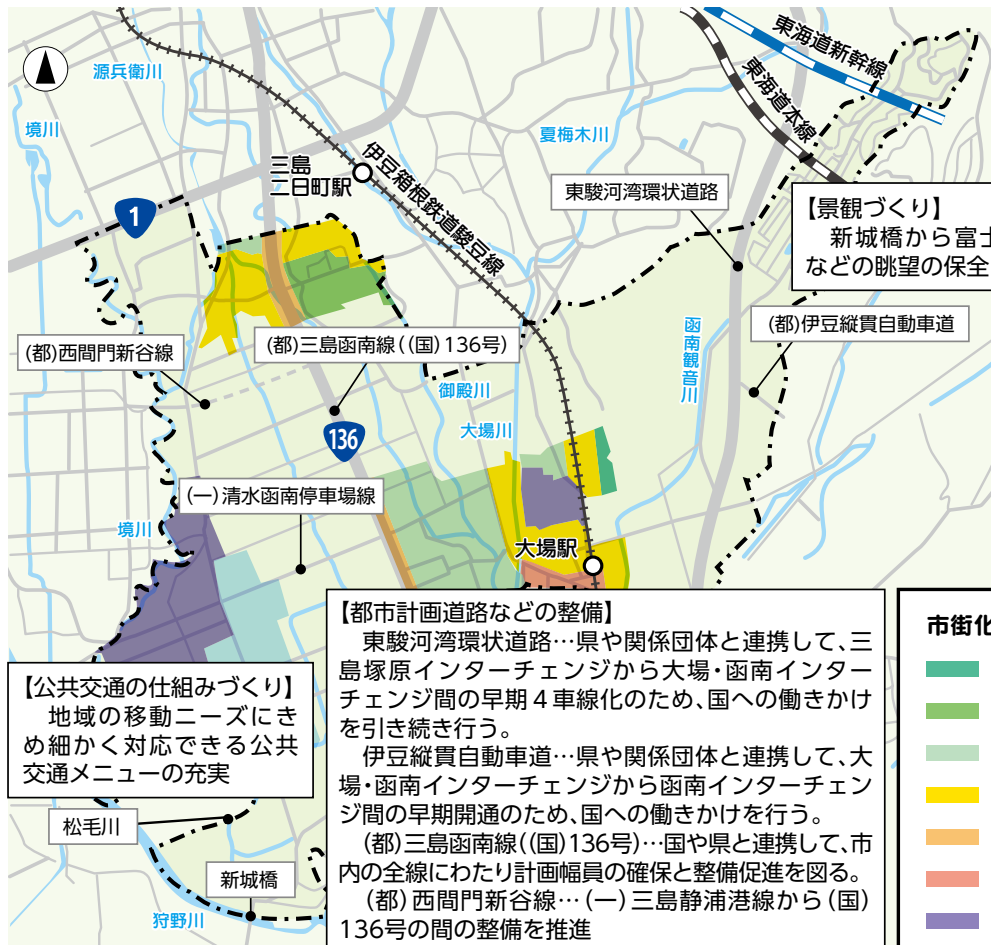 東海道新幹線
東海道本線
源兵衛川
境川
夏梅木川
三島
二日町駅
伊豆箱根鉄道駿豆線
東駿河湾環状道路
1
【景観づくり】
新城橋から富士
などの眺望の保全
(都)伊豆縦貫自動車道
(都)西間門新谷線
(都)三島函南線((国)136号)
函南観音川
御殿川
大場川
136
(一)清水函南停車場線
境川
大場駅
【都市計画道路などの整備】
東駿河湾環状道路…県や関係団体と連携して、三
島塚原インターチェンジから大場・函南インター
チェンジ間の早期4車線化のため、国への働きかけ
を引き続き行う。
伊豆縦貫自動車道…県や関係団体と連携して、大
場・函南インターチェンジから函南インターチェン
ジ間の早期開通のため、国への働きかけを行う。
(都)三島函南線((国)136号)…国や県と連携して、市
内の全線にわたり計画幅員の確保と整備促進を図る。
(都)西間門新谷線…(一)三島静浦港線から(国)
136号の間の整備を推進
市街化
【公共交通の仕組みづくり】
地域の移動ニーズにき
め細かく対応できる公共
交通メニューの充実
松毛川
新城橋
狩野川